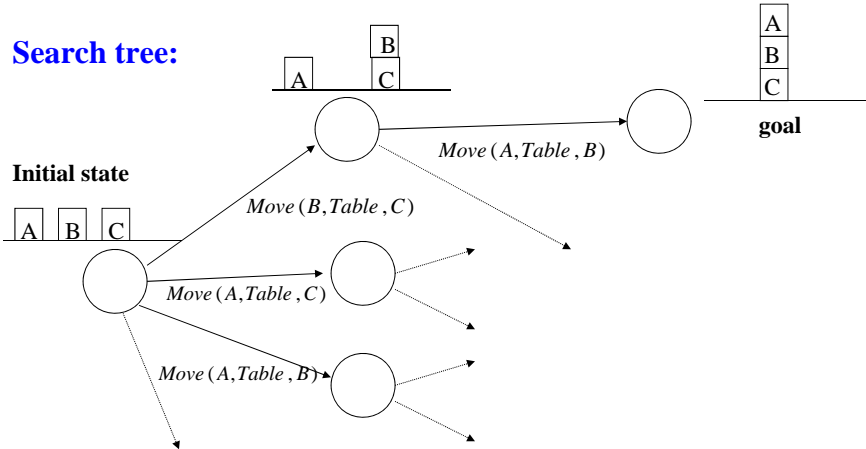 Search tree:
B
A C
A
B
C
goal
Move (A,Table ,B)
Initial state
Move (B,Table ,C)
A B C
Move (A,Table ,C)
Move (A,Table ,B)